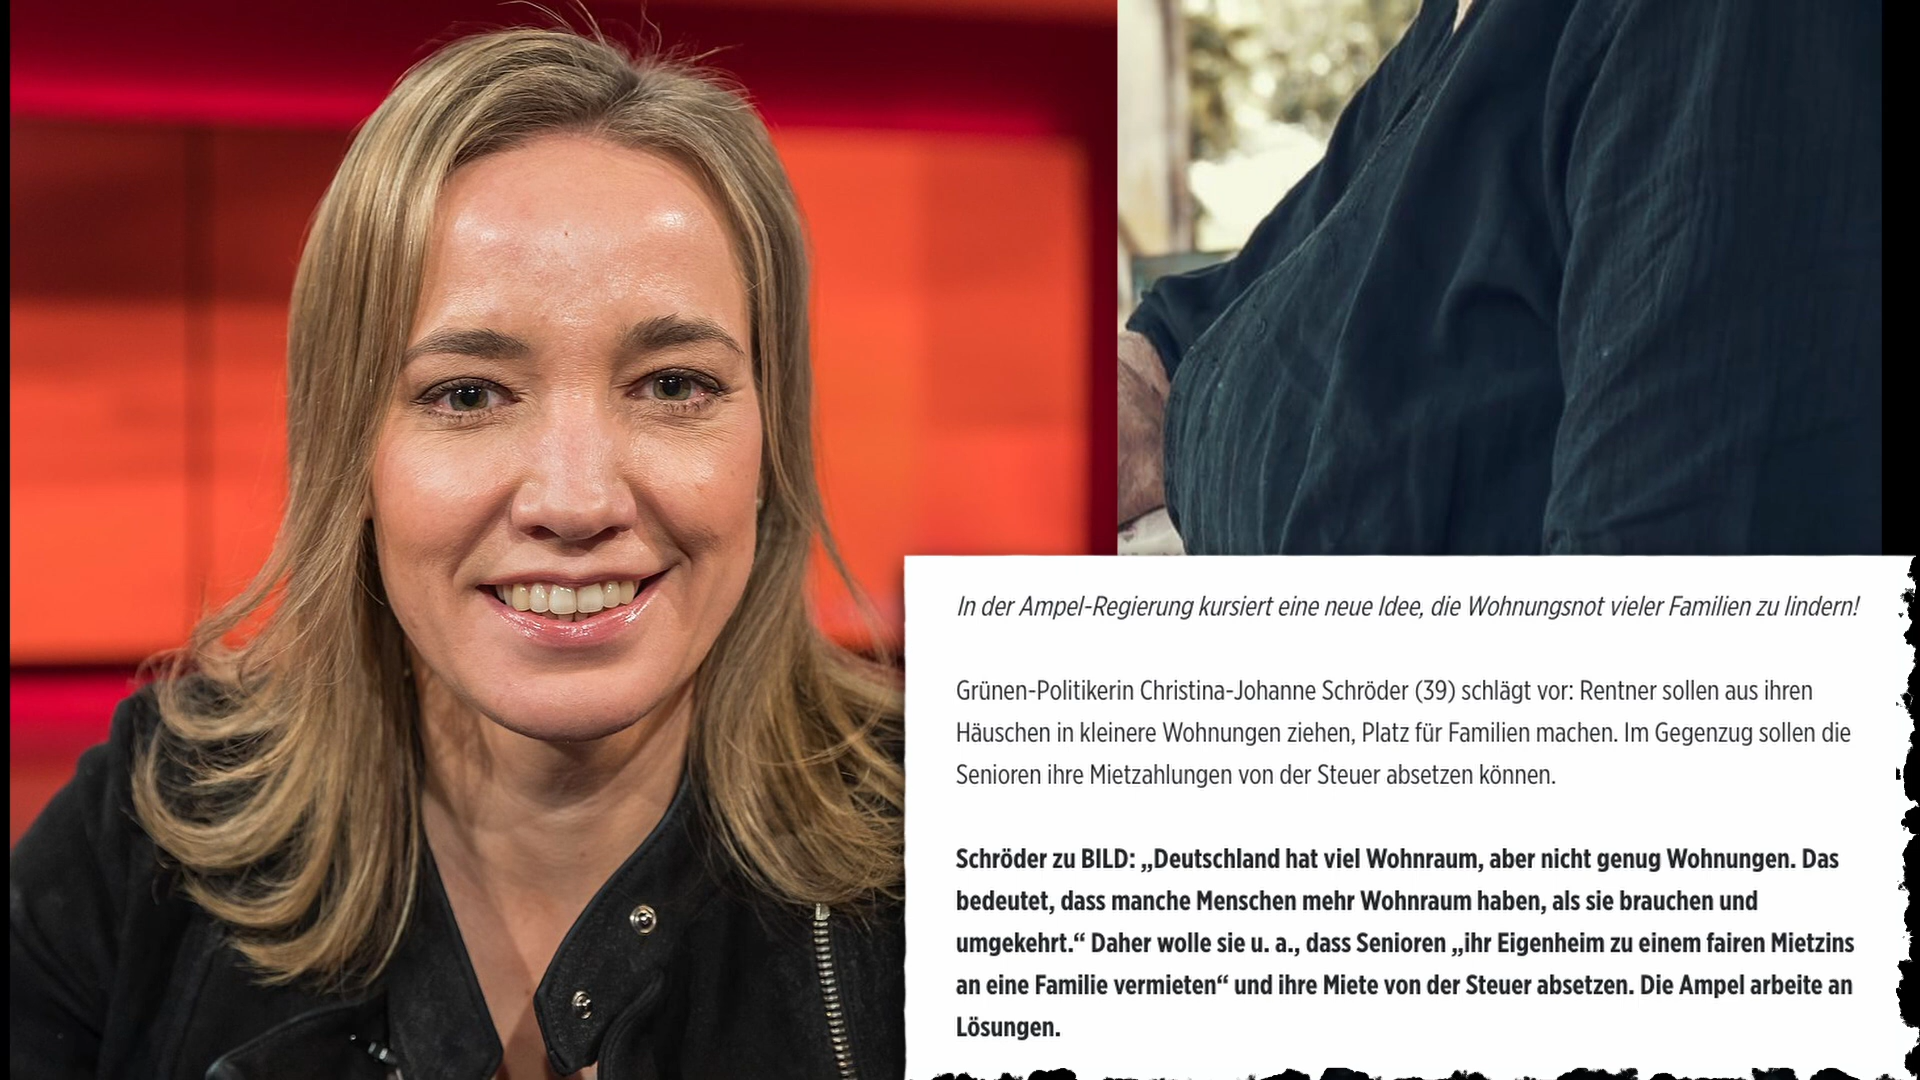 In der Ampel-Regierung kursiert eine neue Idee, die Wohnungsnot vieler Familien zu lindern!
Grünen-Politikerin Christina-Johanne Schröder (39) schlägt vor: Rentner sollen aus ihren
Häuschen in kleinere Wohnungen ziehen, Platz für Familien machen. Im Gegenzug sollen die
Senioren ihre Mietzahlungen von der Steuer absetzen können.
Schröder zu BILD: „Deutschland hat viel Wohnraum, aber nicht genug Wohnungen. Das
bedeutet, dass manche Menschen mehr Wohnraum haben, als sie brauchen und
umgekehrt.“ Daher wolle sie u. a., dass Senioren „ihr Eigenheim zu einem fairen Mietzins
an eine Familie vermieten“ und ihre Miete von der Steuer absetzen. Die Ampel arbeite an
Lösungen.